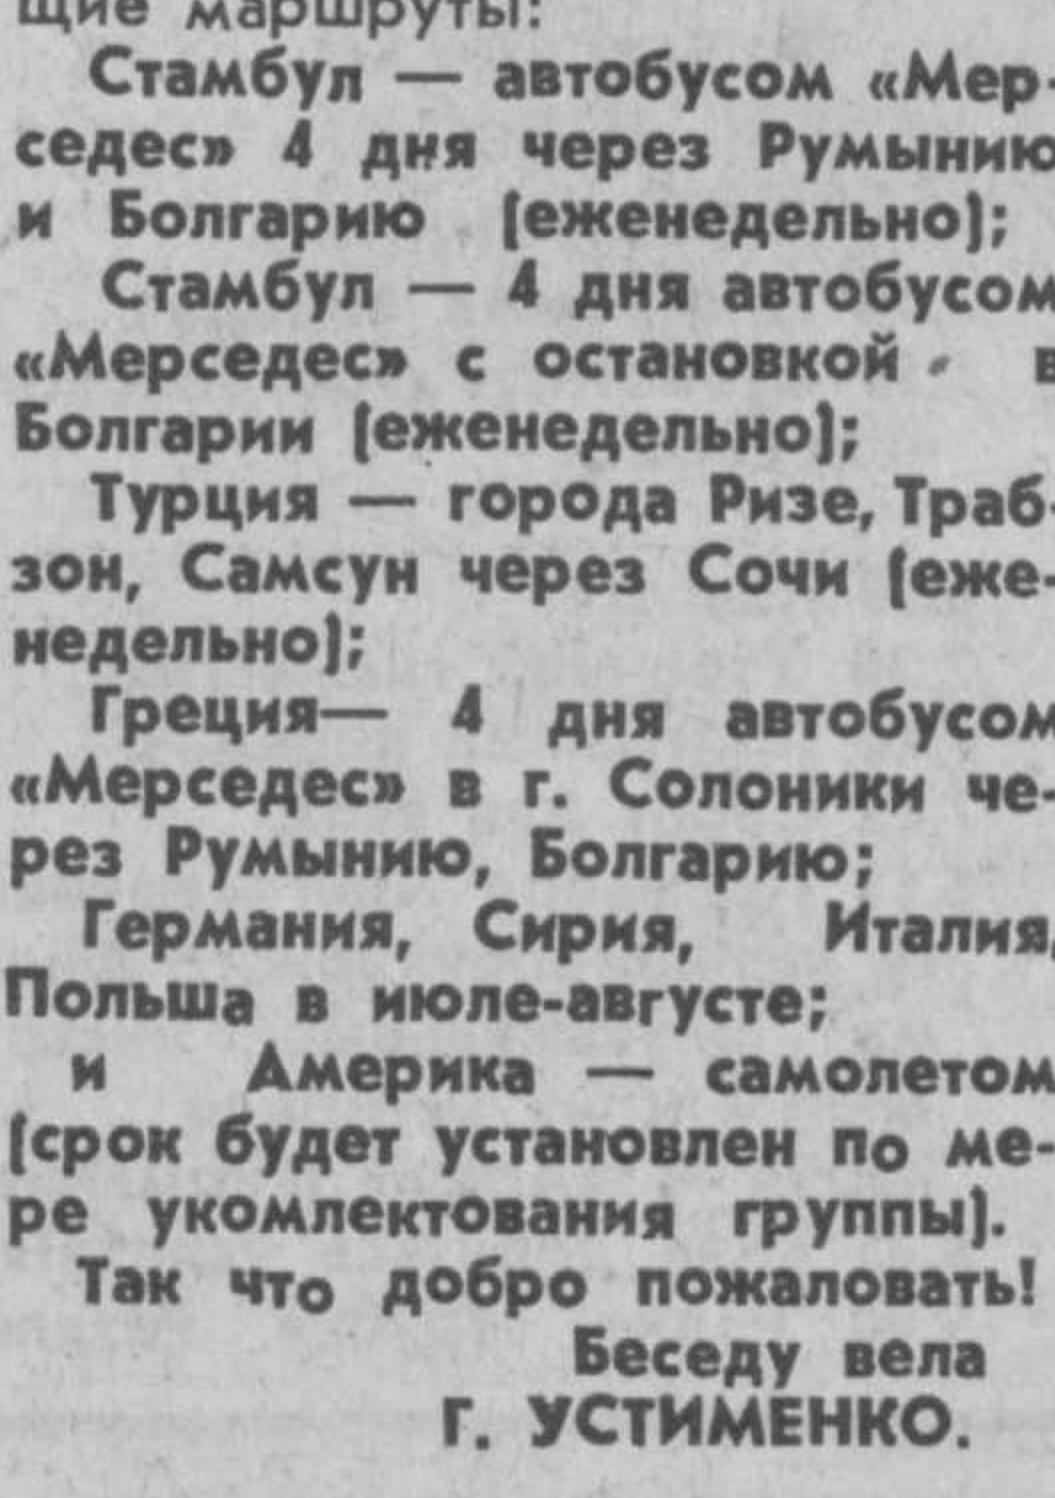 щие маршруты:
Стамбул — автобусом «Мер-
седес» 4 дня через Румынию
и Болгарию (еженедельно);
Стамбул — 4 дня автобусом
«Мерседес» с остановкой в
Болгарии (еженедельно);
Турция — города Ризе, Траб-
зон, Самсун через Сочи (еже-
недельно);
Греция— 4 дня автобусом
«Мерседес» в г. Солоники че-
рез Румынию, Болгарию;
Германия, Сирия, Италия,
Польша в июле-августе;
и Америка — самолетом
(срок будет установлен по ме-
ре укомлектования группы).
Так что добро пожаловать!
Беседу вела
Г. УСТИМЕНКО.